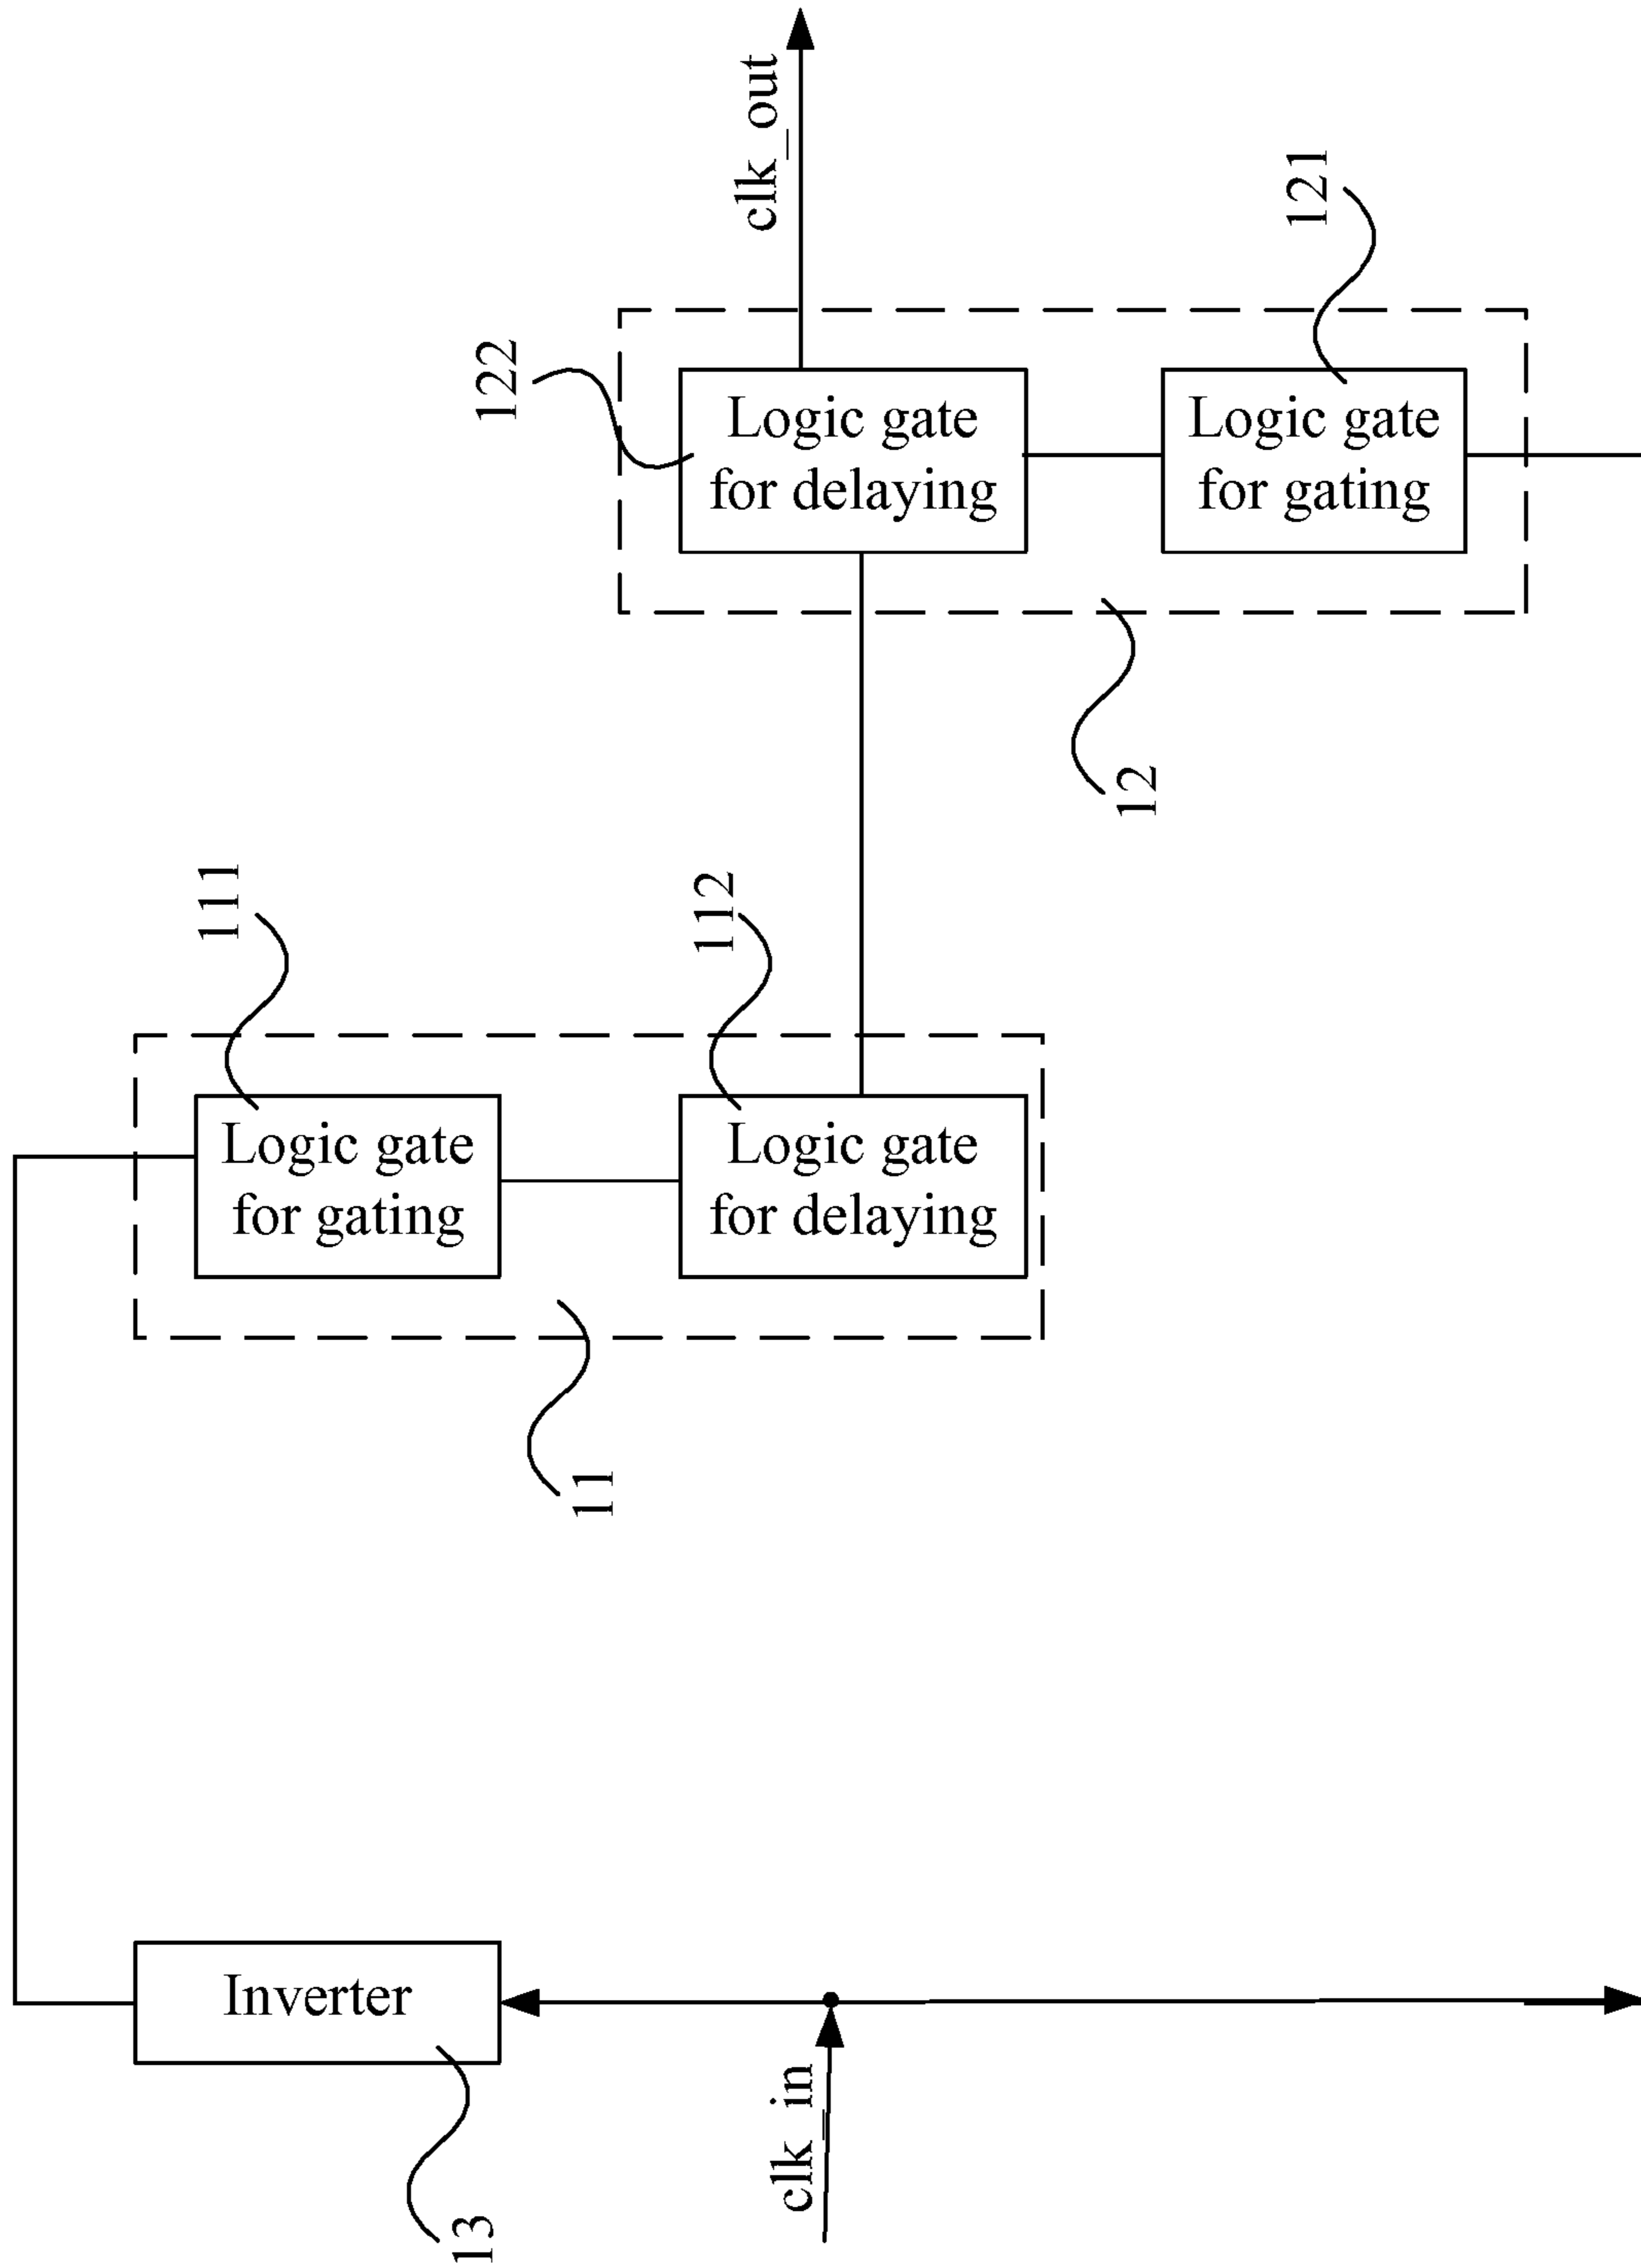 clk_out
122
121
Logic gate
for delaying
Logic gate
for gating
12
111
112
Logic gate
for gating
Logic gate
for delaying
11
Inverter
clk_in
13